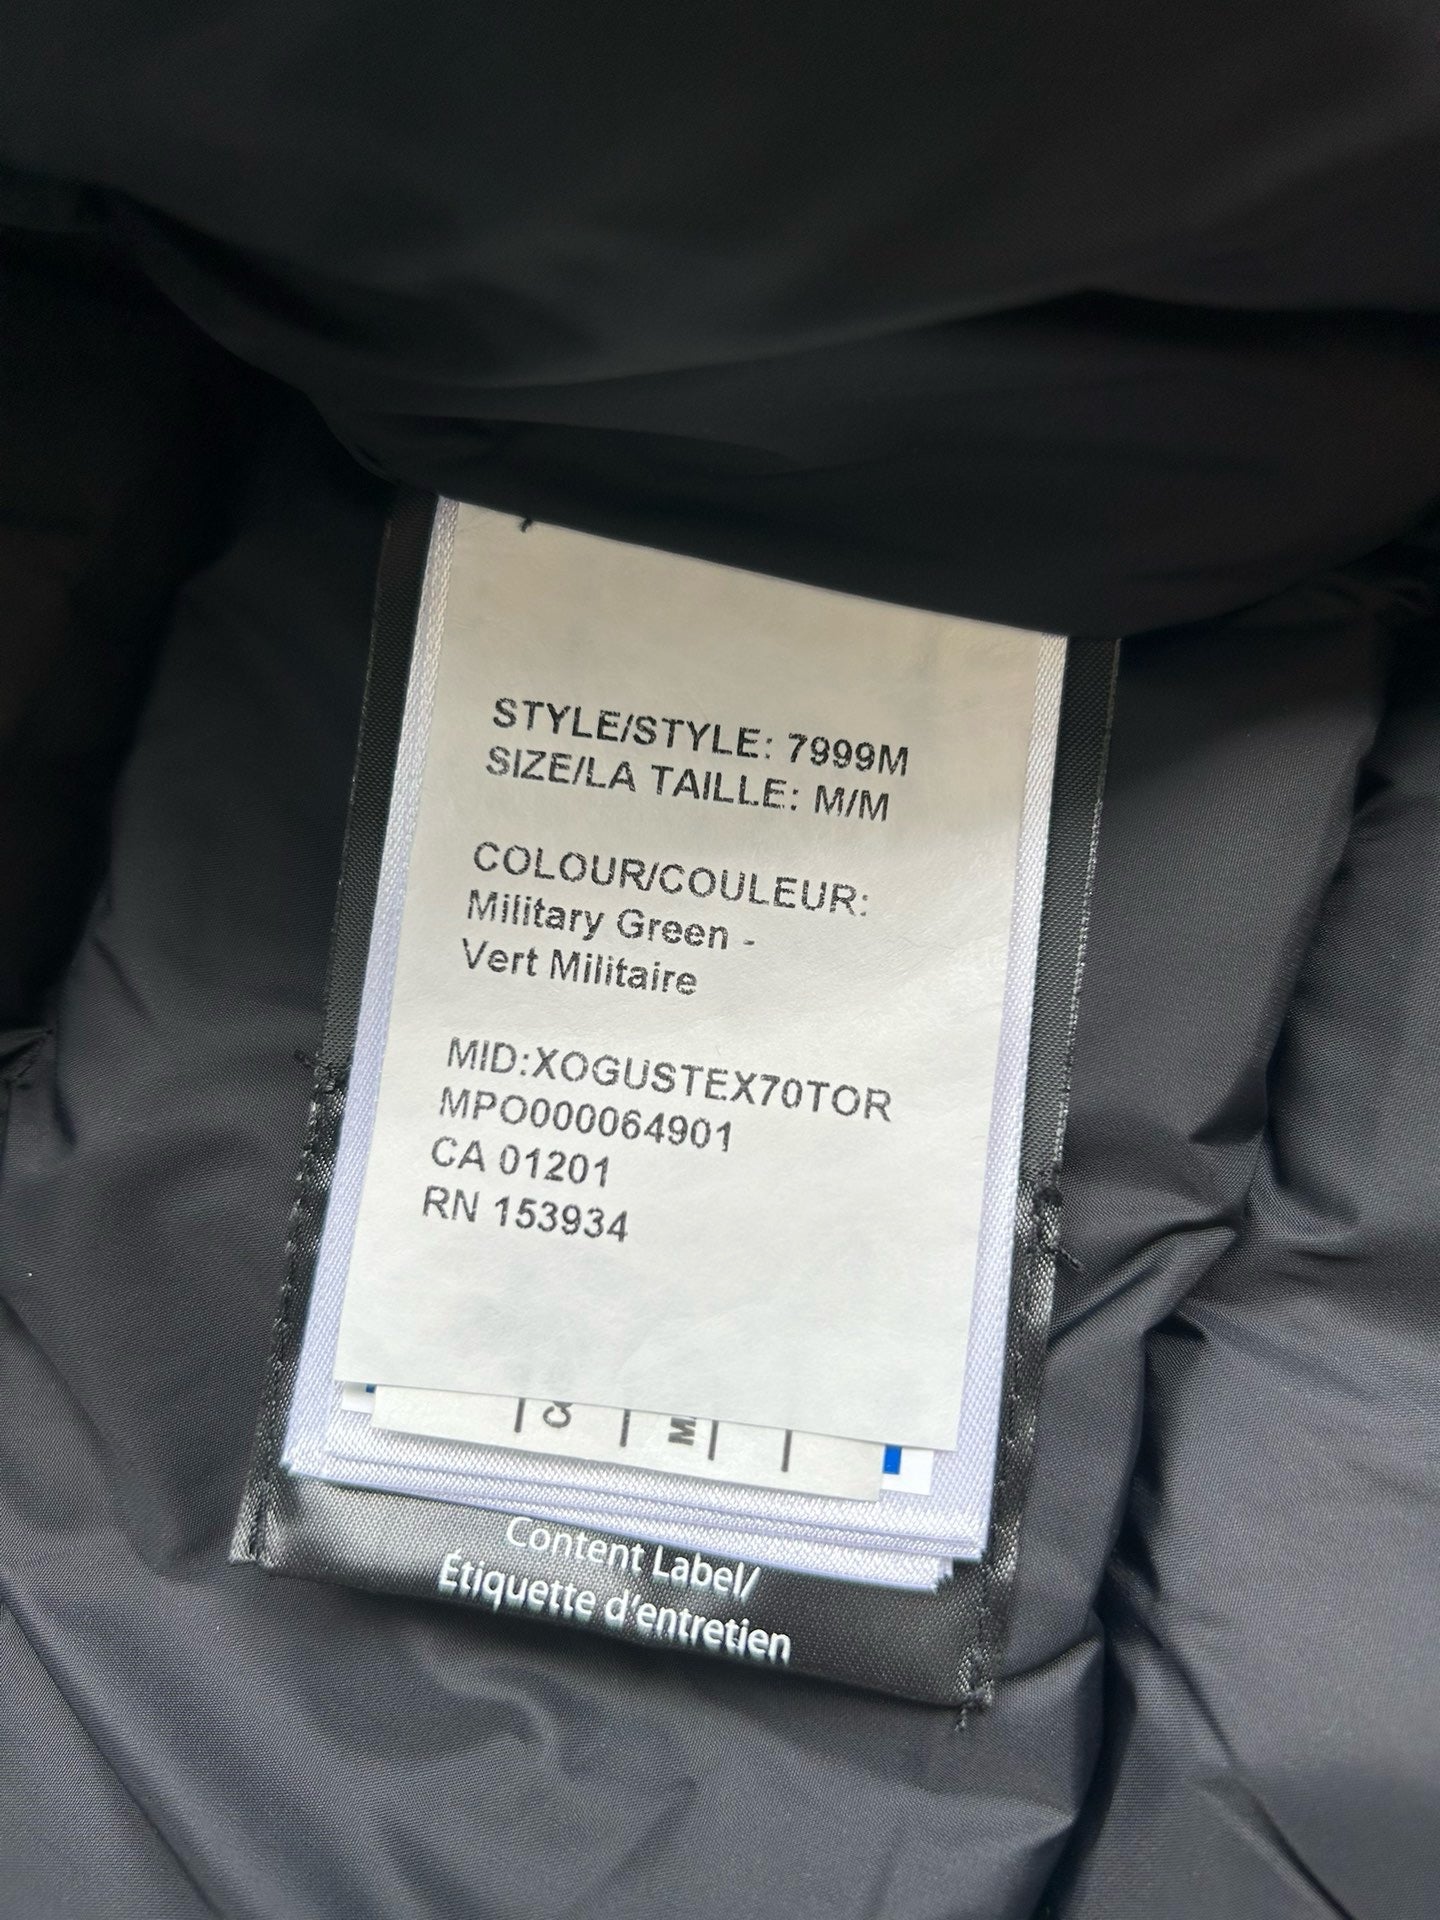 STYLE/STYLE: 7999M
SIZE/LA TAILLE: M/M
COLOUR/COULEUR:
Military Green -
Vert Militaire
MID:XOGUSTEX70TOR
MPO000064901
CA 01201
RN 153934
Content Label/
Étiquette d'entretien